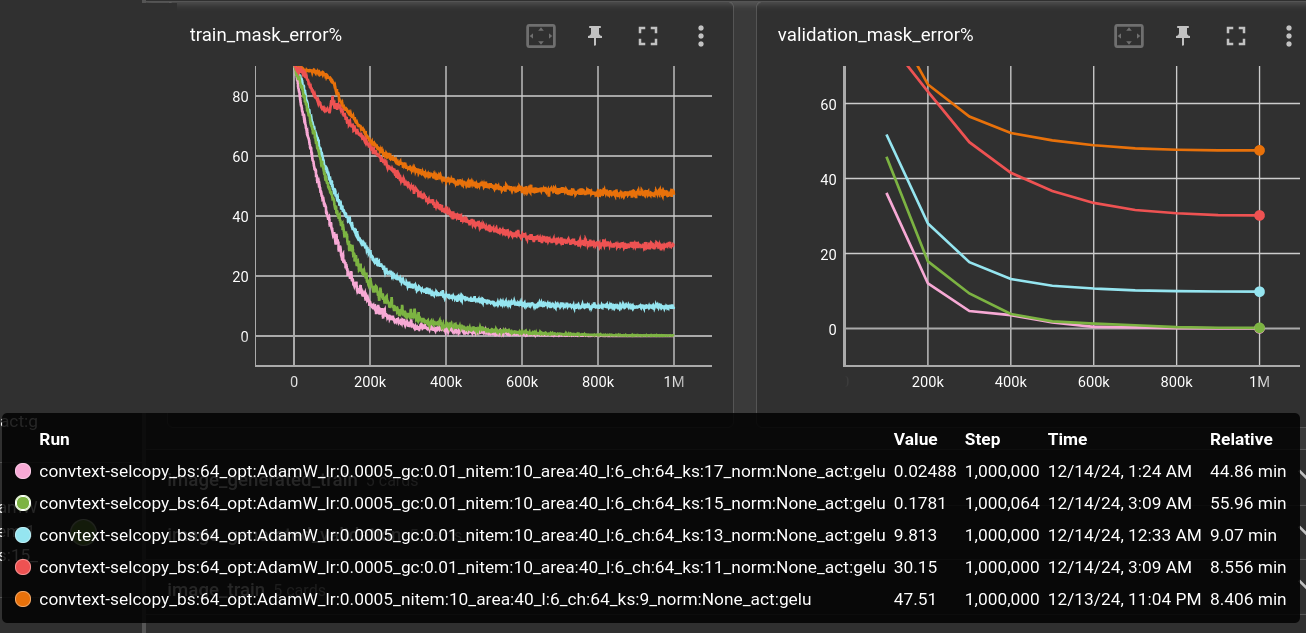 train_mask_error%
validation_mask_error%
80
60
40
20
0
0 200k 400k 600k 800k 1M
60
40
20
0
200k 400k 600k 800k 1M
act:g
Run Value Step Time Relative
convtext-selcopy_bs:64_opt:AdamW_lr:0.0005_gc:0.01_nitem:10_area:40_l:6_ch:64_ks:17_norm:None_act:gelu 0.02488 1,000,000 12/14/24, 1:24 AM 44.86 min
image_generated_train 5 cards
convtext-selcopy_bs:64_opt:AdamW_lr:0.0005_gc:0.01_nitem:10_area:40_l:6_ch:64_ks:15_norm:None_act:gelu 0.1781 1,000,064 12/14/24, 3:09 AM 55.96 min
convtext-selcopy_bs:64_opt:AdamW_lr:0.0005_gc:0.01_nitem:10_area:40_l:6_ch:64_ks:13_norm:None_act:gelu 9.813 1,000,000 12/14/24, 12:33 AM 9.07 min
convtext-selcopy_bs:64_opt:AdamW_lr:0.0005_gc:0.01_nitem:10_area:40_l:6_ch:64_ks:11_norm:None_act:gelu 30.15 1,000,000 12/14/24, 3:09 AM 8.556 min
image_train 5 cards
convtext-selcopy_bs:64_opt:AdamW_lr:0.0005_nitem:10_area:40_l:6_ch:64_ks:9_norm:None_act:gelu 47.51 1,000,000 12/13/24, 11:04 PM 8.406 min